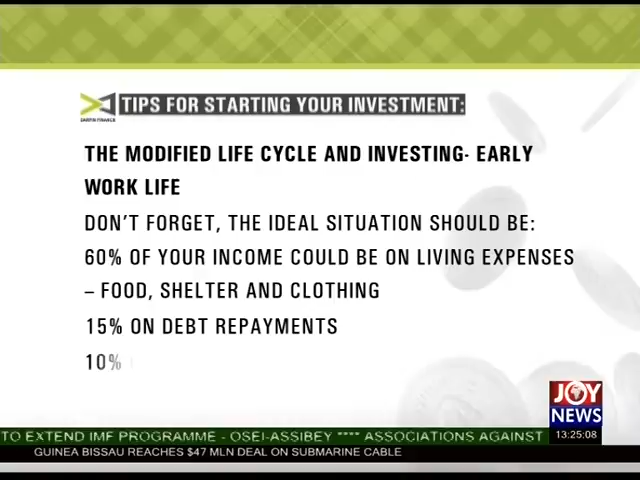 TIPS FOR STARTING YOUR INVESTMENT:
THE MODIFIED LIFE CYCLE AND INVESTING- EARLY
WORK LIFE
DON'T FORGET, THE IDEAL SITUATION SHOULD BE:
60% OF YOUR INCOME COULD BE ON LIVING EXPENSES
– FOOD, SHELTER AND CLOTHING
15% ON DEBT REPAYMENTS
10%
JOY
NEWS
TO EXTEND IMF PROGRAMME - OSEI-ASSIBEY **** ASSOCIATIONS AGAINST
13:25:08
GUINEA BISSAU REACHES $47 MLN DEAL ON SUBMARINE CABLE